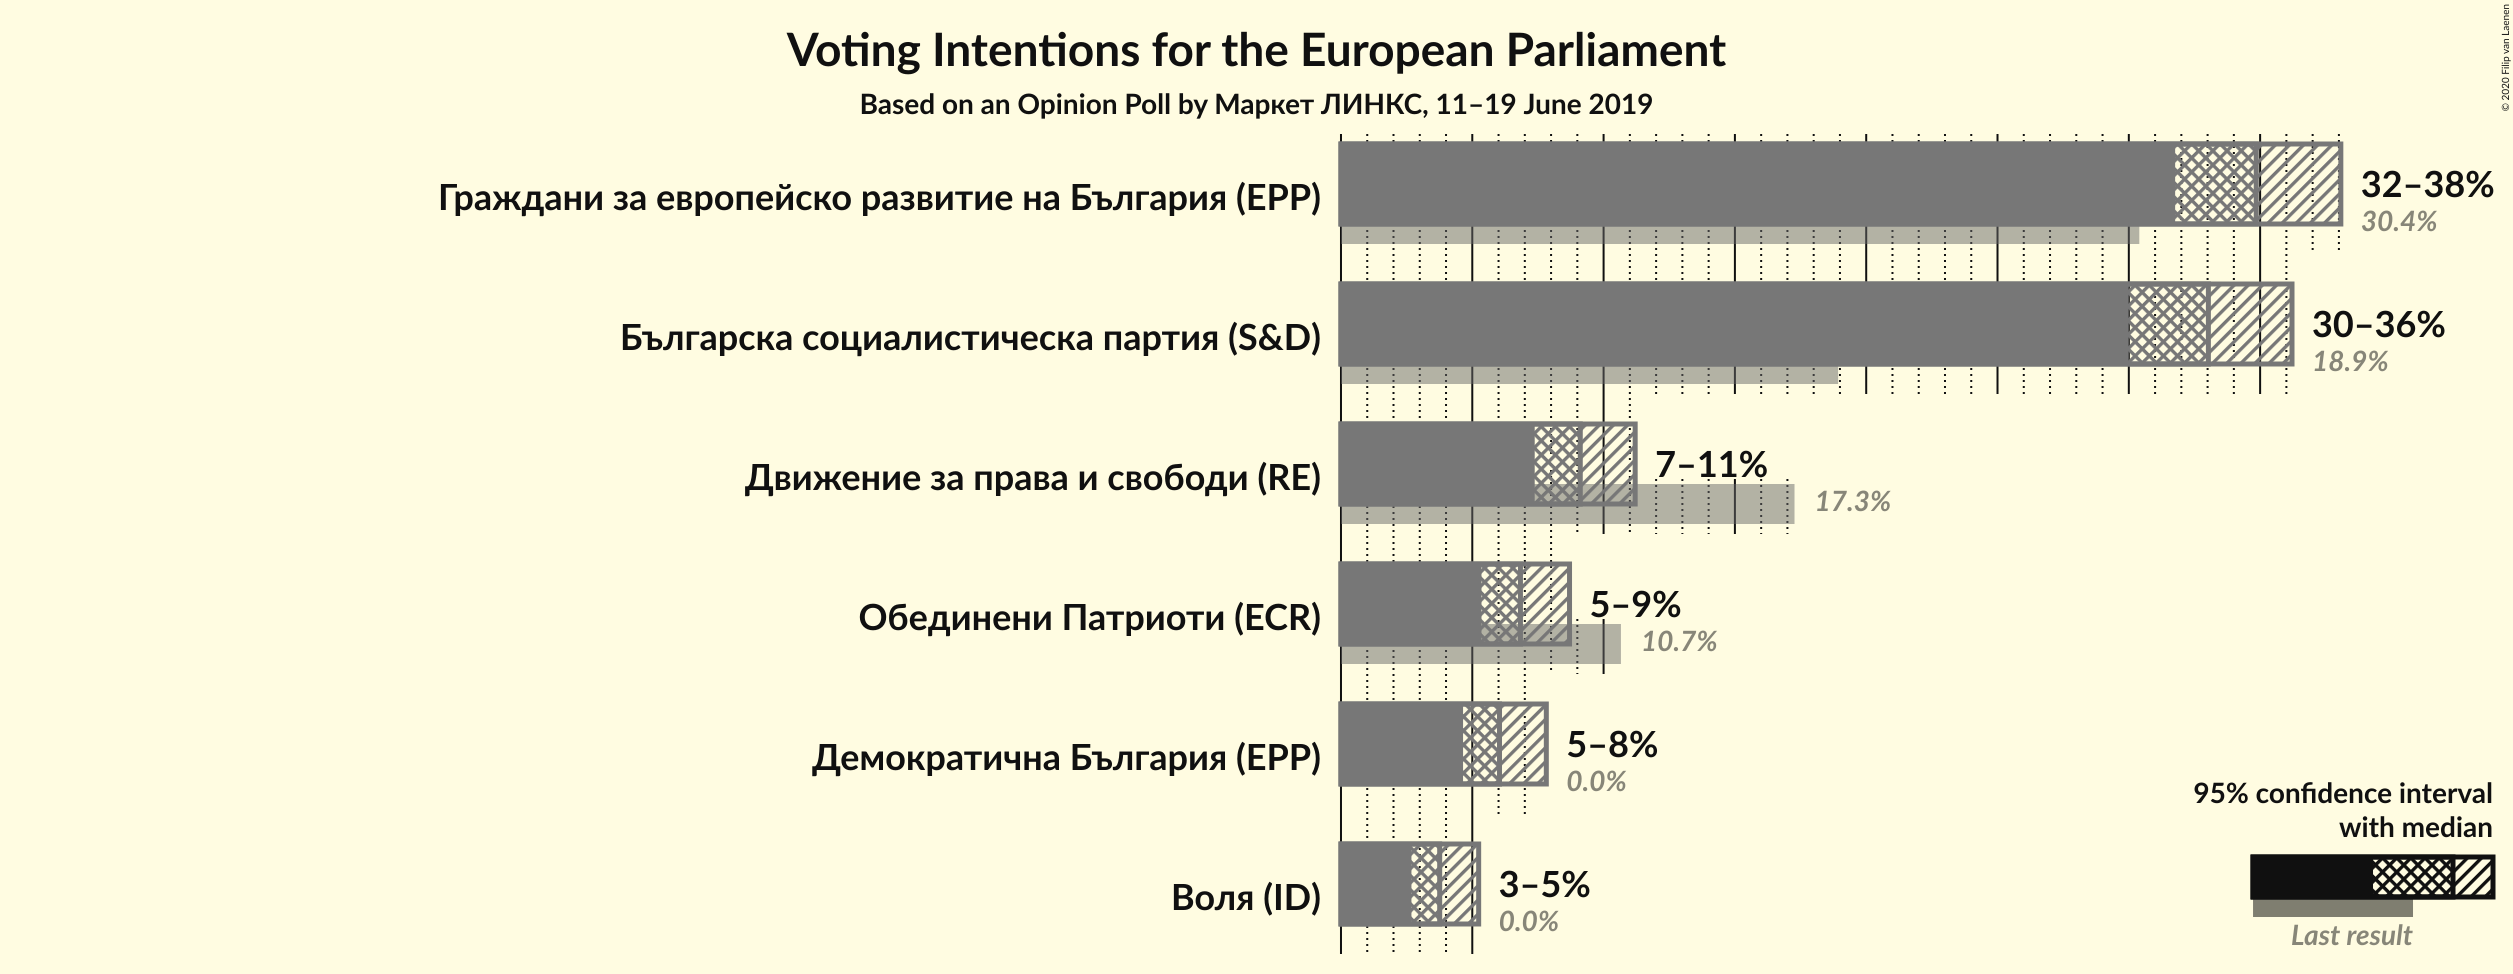 Voting Intentions for the European Parliament
Based on an Opinion Poll by Маркет ЛИНКС, 11–19 June 2019
© 2020 Filip van Laenen
Граждани за европейско развитие на България (EPP)
32–38%
30.4%
Българска социалистическа партия (S&D)
30–36%
18.9%
Движение за права и свободи (RE)
7–11%
17.3%
Обединени Патриоти (ECR)
5–9%
10.7%
Демократична България (EPP)
5–8%
0.0%
Воля (ID)
3–5%
0.0%
95% confidence interval
with median
Last result